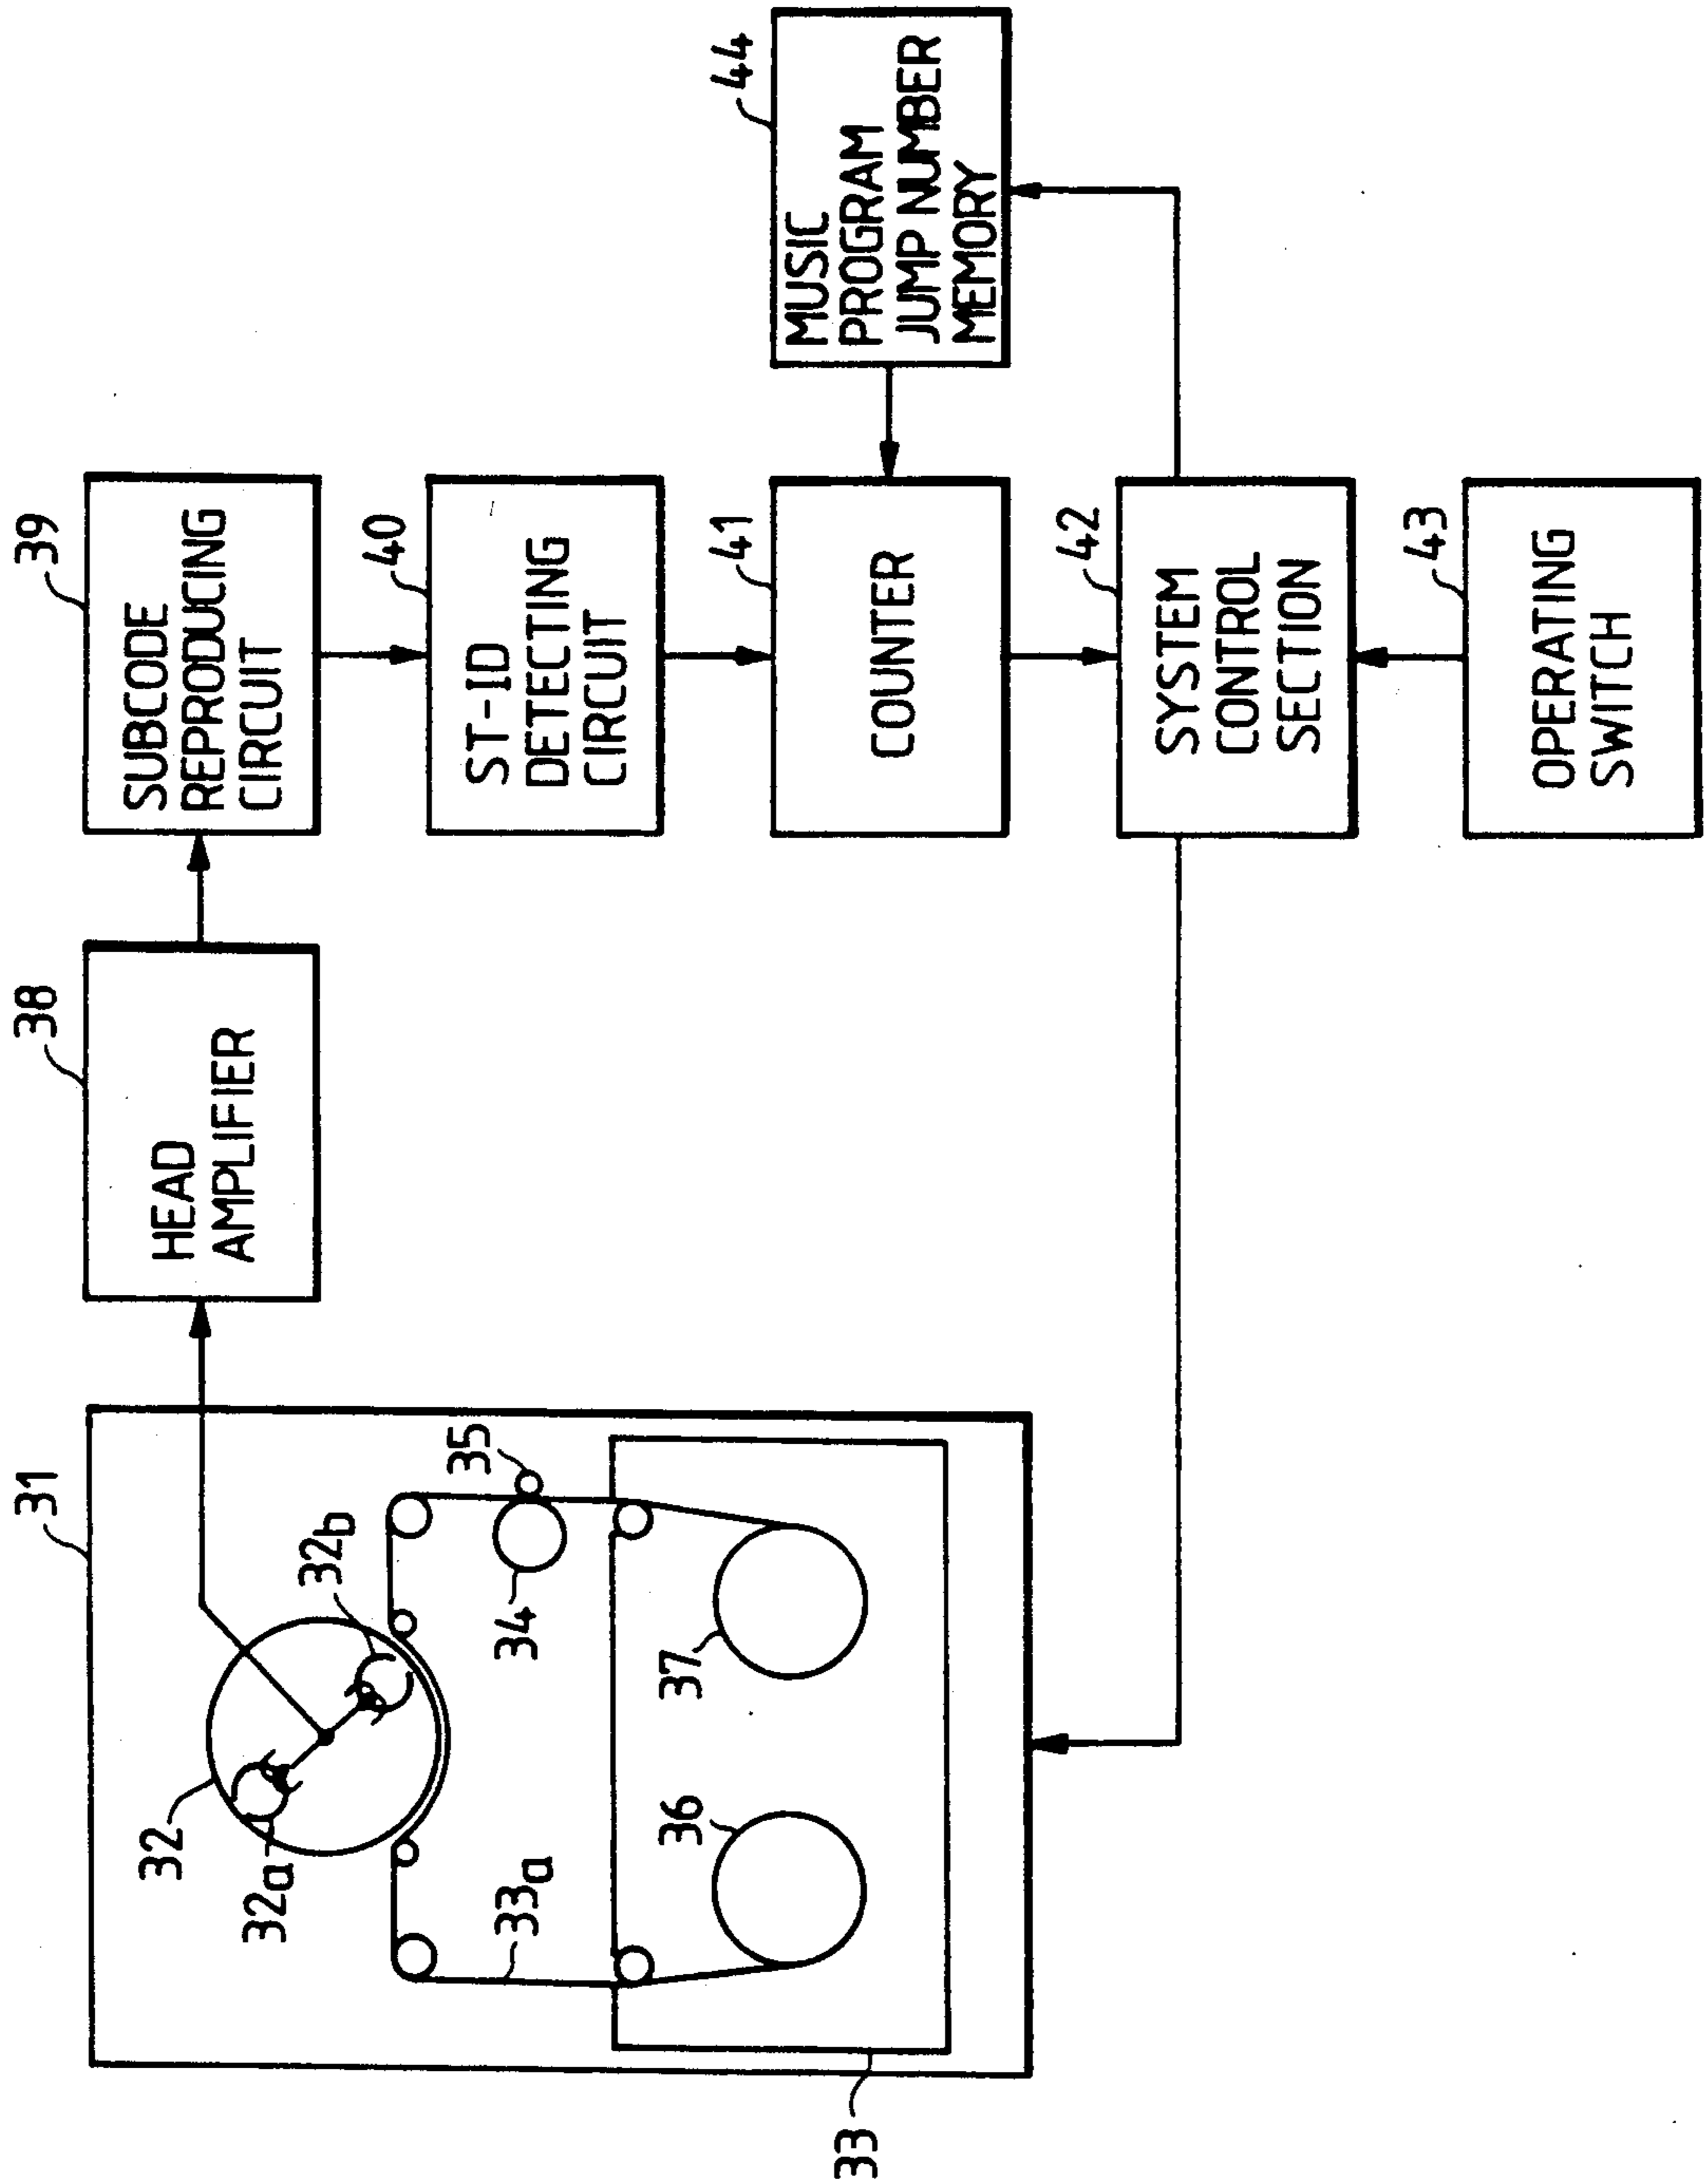 31
32
32a
32b
33a
34
35
36
37
33
38
HEAD
AMPLIFIER
39
SUBCODE
REPRODUCING
CIRCUIT
40
ST-ID
DETECTING
CIRCUIT
41
COUNTER
42
SYSTEM
CONTROL
SECTION
43
OPERATING
SWITCH
44
MUSIC
PROGRAM
JUMP NUMBER
MEMORY